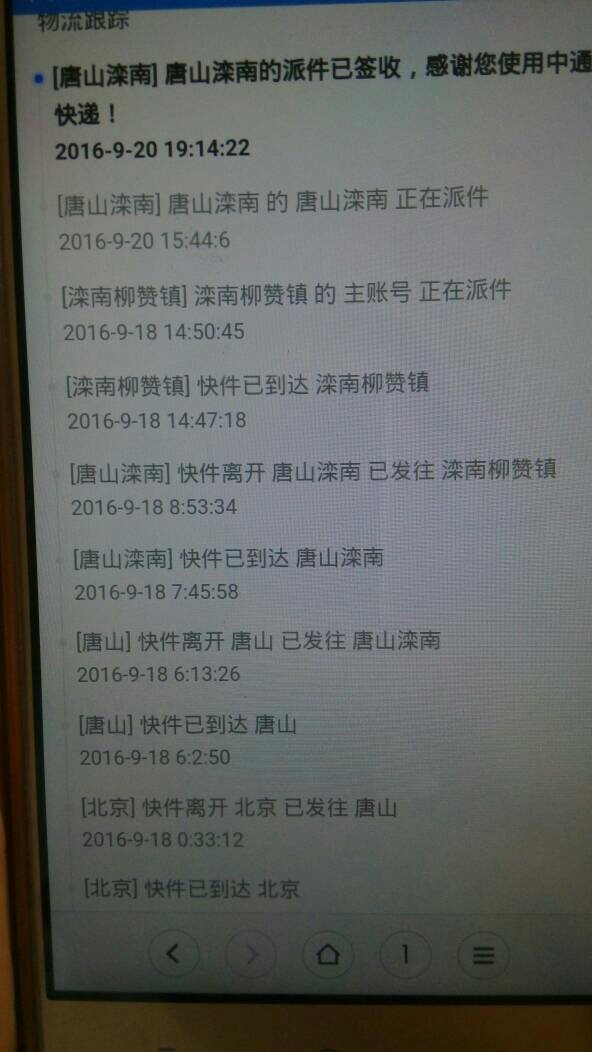 物流跟踪
[唐山滦南] 唐山滦南的派件已签收，感谢您使用中通
快递！
2016-9-20 19:14:22
[唐山滦南] 唐山滦南 的 唐山滦南 正在派件
2016-9-20 15:44:6
[滦南柳赞镇] 滦南柳赞镇 的 主账号 正在派件
2016-9-18 14:50:45
[滦南柳赞镇] 快件已到达 滦南柳赞镇
2016-9-18 14:47:18
[唐山滦南] 快件离开 唐山滦南 已发往 滦南柳赞镇
2016-9-18 8:53:34
[唐山滦南] 快件已到达 唐山滦南
2016-9-18 7:45:58
[唐山] 快件离开 唐山 已发往 唐山滦南
2016-9-18 6:13:26
[唐山] 快件已到达 唐山
2016-9-18 6:2:50
[北京] 快件离开 北京 已发往 唐山
2016-9-18 0:33:12
[北京] 快件已到达 北京
1